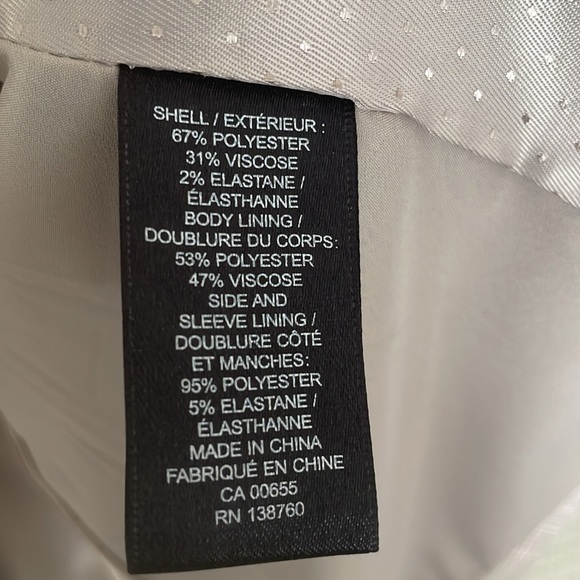 SHELL / EXTÉRIEUR :
67% POLYESTER
31% VISCOSE
2% ELASTANE /
ÉLASTHANNE
BODY LINING /
DOUBLURE DU CORPS:
53% POLYESTER
47% VISCOSE
SIDE AND
SLEEVE LINING /
DOUBLURE CÔTÉ
ET MANCHES:
95% POLYESTER
5% ELASTANE /
ÉLASTHANNE
MADE IN CHINA
FABRIQUÉ EN CHINE
CA 00655
RN 138760